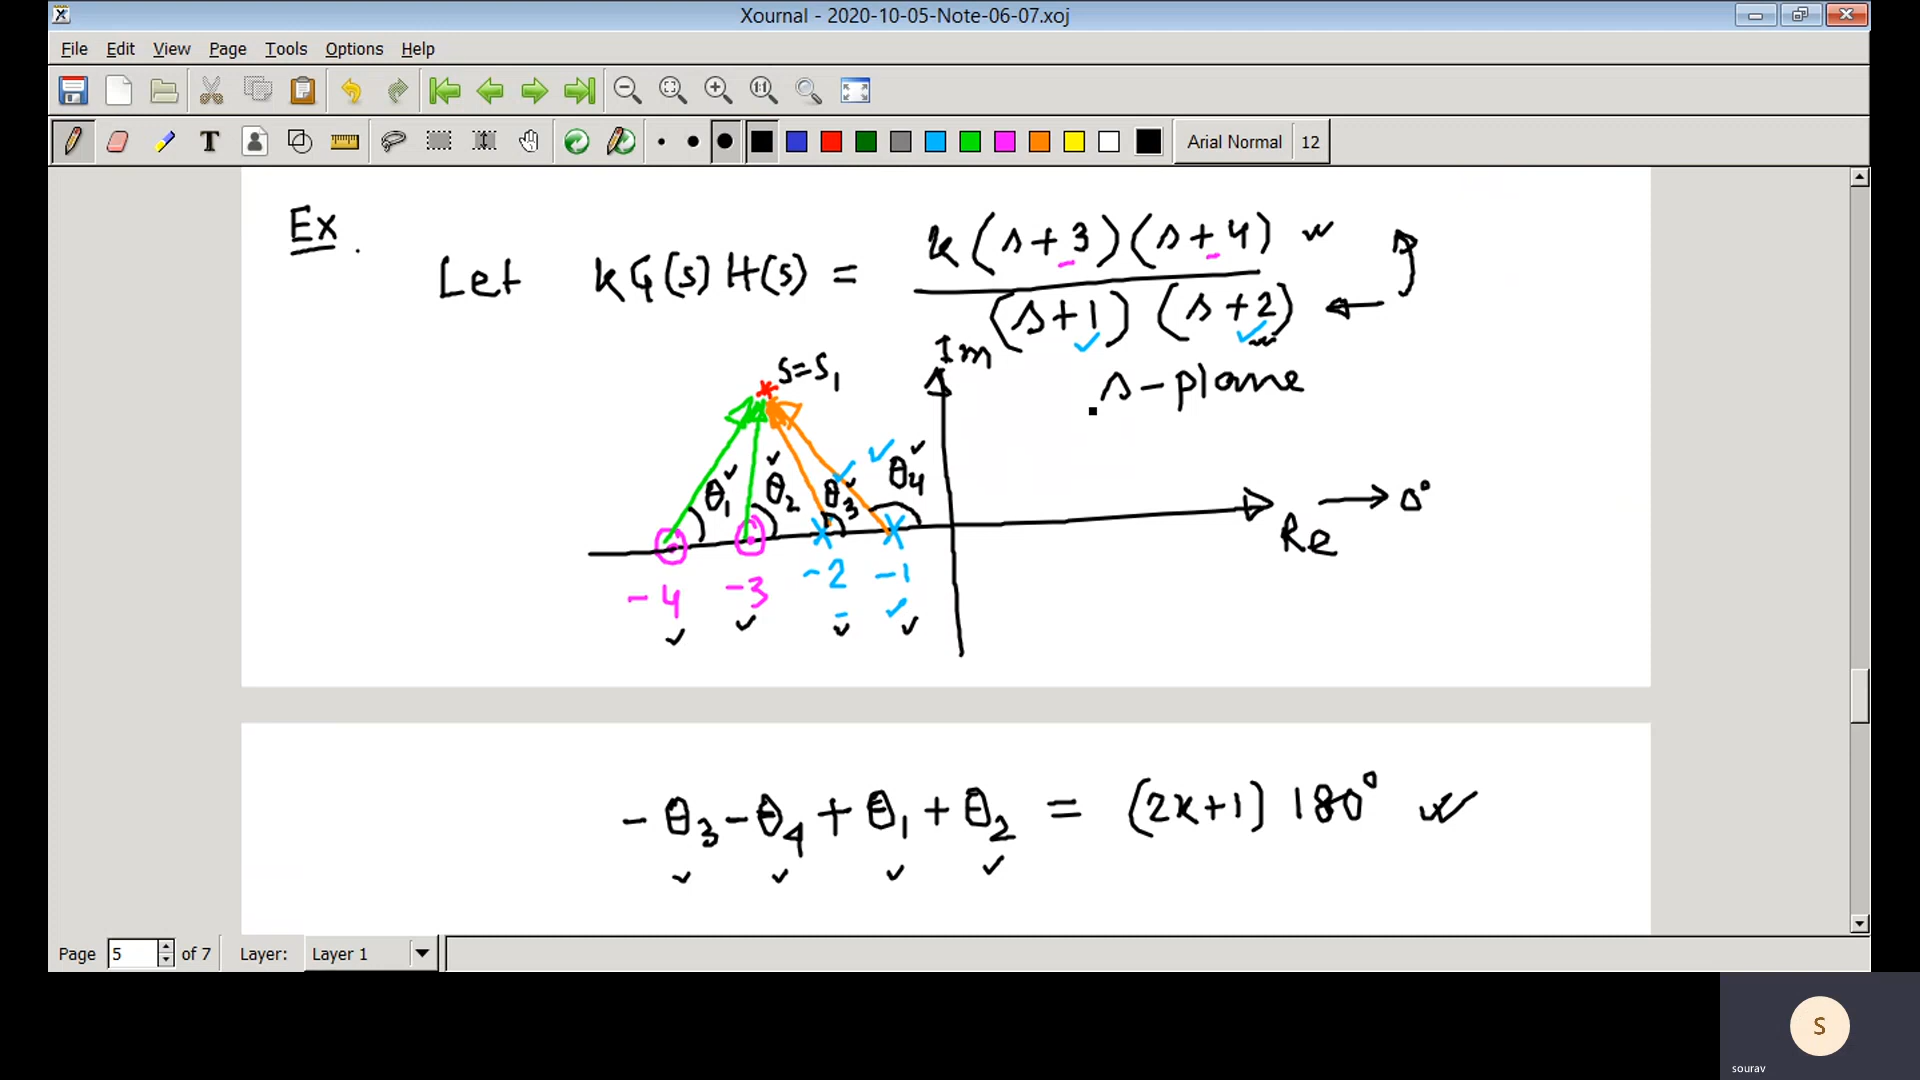 Xournal - 2020-10-05-Note-06-07.xoj
File Edit View Page Tools Options Help
Arial Normal 12
Ex.
Let KG(s)H(s) = K(s+3)(s+4) / (s+1)(s+2)
Im
s-plane
s=s₁
θ₁ θ₂ θ₃ θ₄
Re → 0°
-4 -3 -2 -1
-θ₃-θ₄+θ₁+θ₂ = (2K+1) 180°
Page 5 of 7 Layer: Layer 1
S
sourav